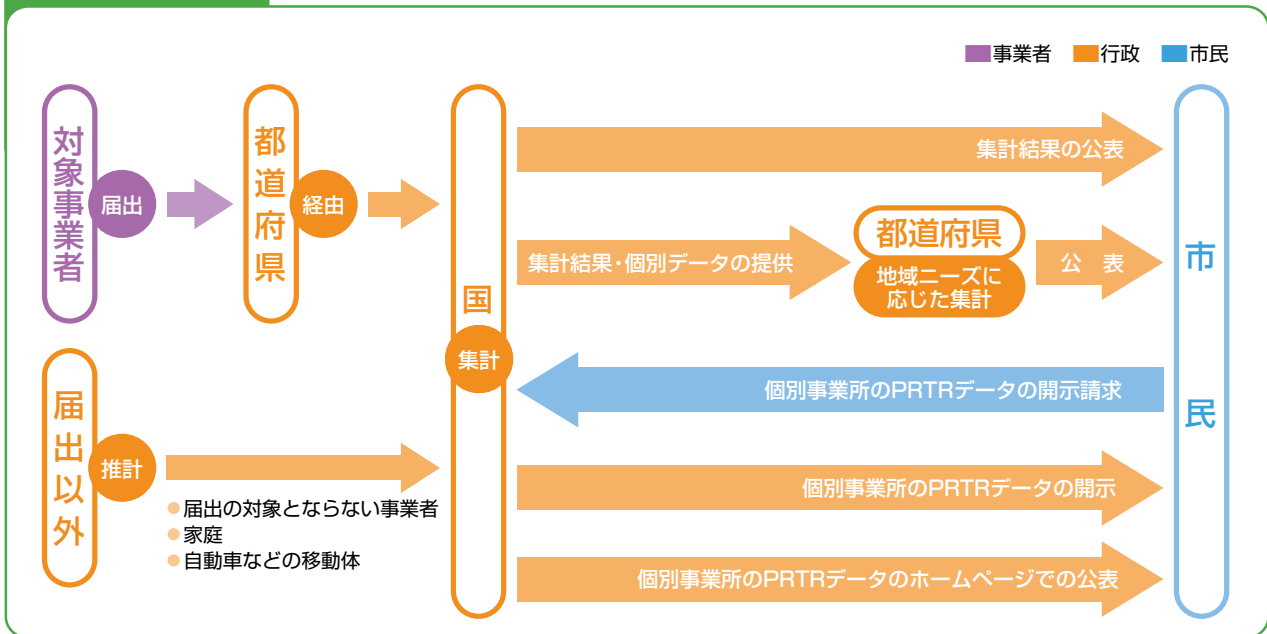 事業者 行政 市民
対象事業者
届出
都道府県
経由
国
集計
集計結果の公表
集計結果・個別データの提供
都道府県
地域ニーズに
応じた集計
公 表
市民
個別事業所のPRTRデータの開示請求
届出以外
推計
届出の対象とならない事業者
家庭
自動車などの移動体
個別事業所のPRTRデータの開示
個別事業所のPRTRデータのホームページでの公表